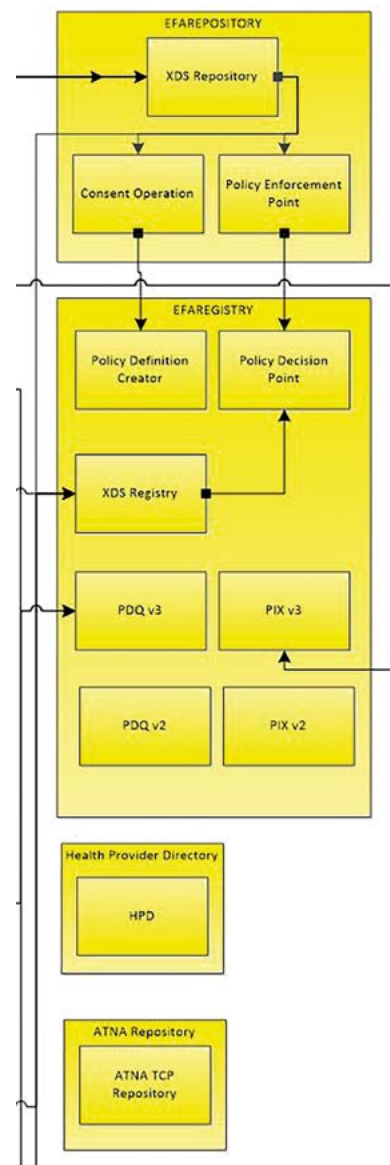 EFAREPOSITORY
XDS Repository
Consent Operation
Policy Enforcement
Point
EFAREGISTRY
Policy Definition
Creator
Policy Decision
Point
XDS Registry
PDQ v3
PIX v3
PDQ v2
PIX v2
Health Provider Directory
HPD
ATNA Repository
ATNA TCP
Repository